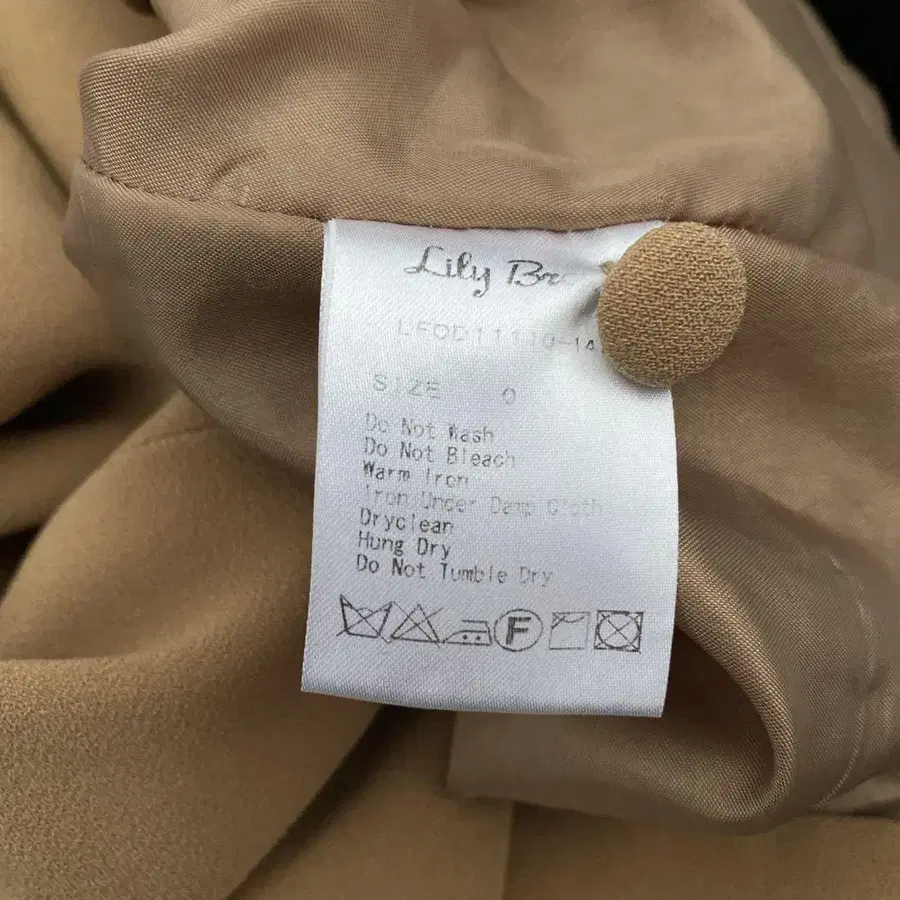 Lily
SIZE 0
Do Not Wash
Do Not Bleach
Warm Iron
Iron Under Damp Cloth
Dryclean
Hung Dry
Do Not Tumble Dry
F